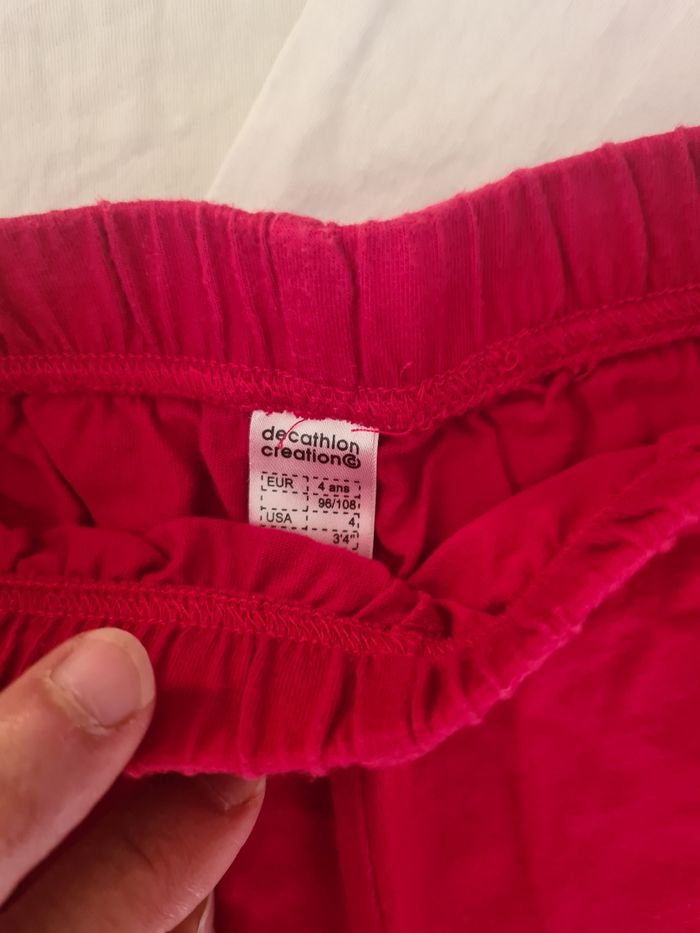 decathlon
creation
EUR 4 ans
96/108
USA 4
3'4"